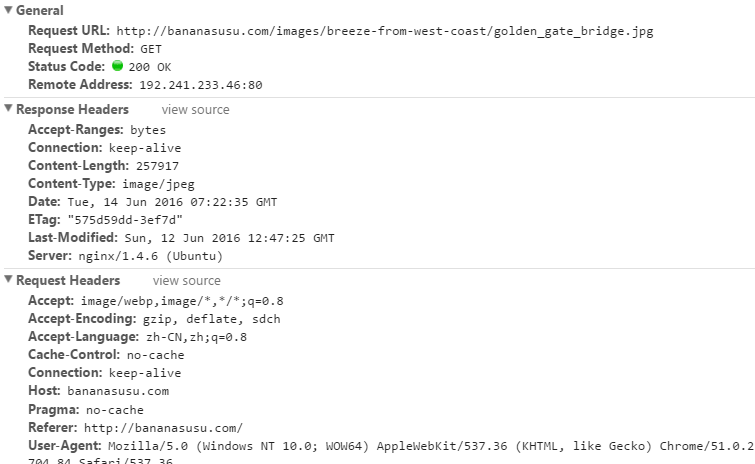 General
Request URL: http://bananasusu.com/images/breeze-from-west-coast/golden_gate_bridge.jpg
Request Method: GET
Status Code: 200 OK
Remote Address: 192.241.233.46:80
Response Headers view source
Accept-Ranges: bytes
Connection: keep-alive
Content-Length: 257917
Content-Type: image/jpeg
Date: Tue, 14 Jun 2016 07:22:35 GMT
ETag: "575d59dd-3ef7d"
Last-Modified: Sun, 12 Jun 2016 12:47:25 GMT
Server: nginx/1.4.6 (Ubuntu)
Request Headers view source
Accept: image/webp,image/*,*/*;q=0.8
Accept-Encoding: gzip, deflate, sdch
Accept-Language: zh-CN,zh;q=0.8
Cache-Control: no-cache
Connection: keep-alive
Host: bananasusu.com
Pragma: no-cache
Referer: http://bananasusu.com/
User-Agent: Mozilla/5.0 (Windows NT 10.0; WOW64) AppleWebKit/537.36 (KHTML, like Gecko) Chrome/51.0.2
704.84 Safari/537.36